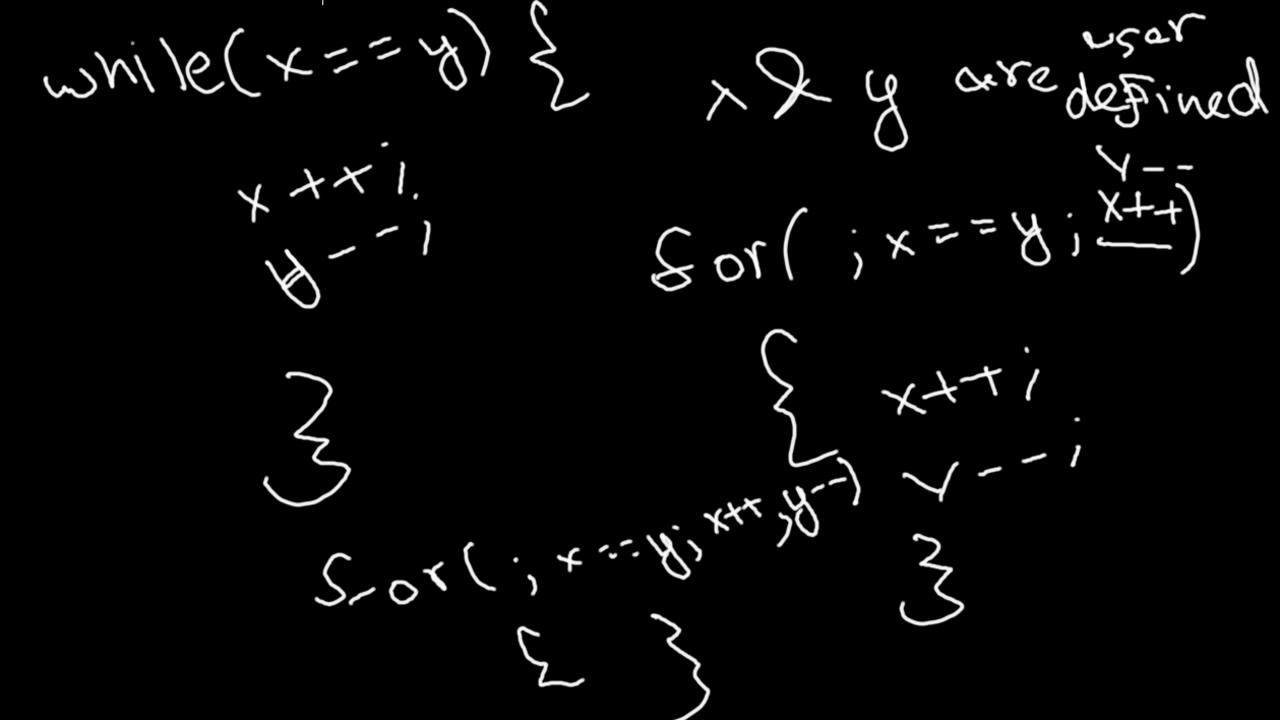 while(x==y){
x++;
y--;
}
x & y are user
defined
y--
for( ;x==y;x++)
{ x++;
y--;
}
for( ; x==y;x++,y--)
{ }